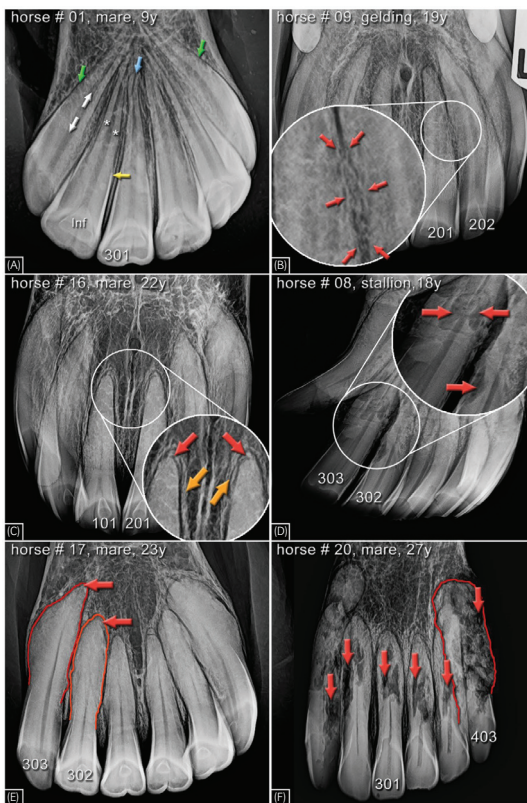 horse # 01, mare, 9y
Inf
301
* *
(A)
horse # 09, gelding, 19y
L
201
202
(B)
horse # 16, mare, 22y
101
201
(C)
horse # 08, stallion,18y
303
302
(D)
horse # 17, mare, 23y
303
302
(E)
horse # 20, mare, 27y
301
403
(F)